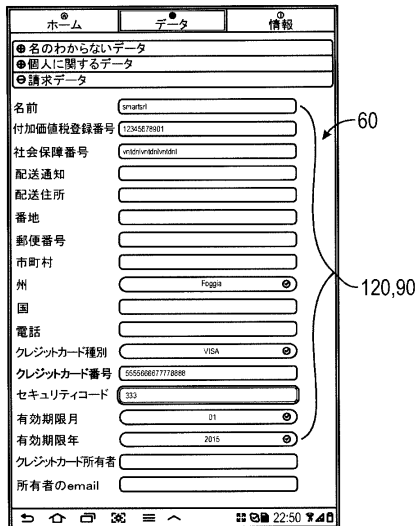 ホーム データ 情報
名のわからないデータ
個人に関するデータ
請求データ
名前 smartsrl
付加価値税登録番号 12345678901
社会保障番号 vntdnlvntdnlvntdnl
配送通知
配送住所
番地
郵便番号
市町村
州 Foggia
国
電話
クレジットカード種別 VISA
クレジットカード番号 5555666677778888
セキュリティコード 333
有効期限月 01
有効期限年 2015
クレジットカード所有者
所有者のemail
22:50
60
120,90